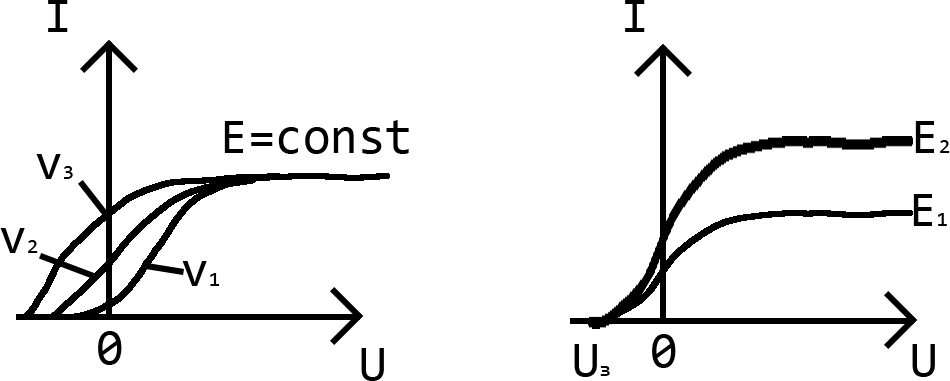 I
E=const
v₃
v₂
v₁
0
U
I
E₂
E₁
U₃
0
U